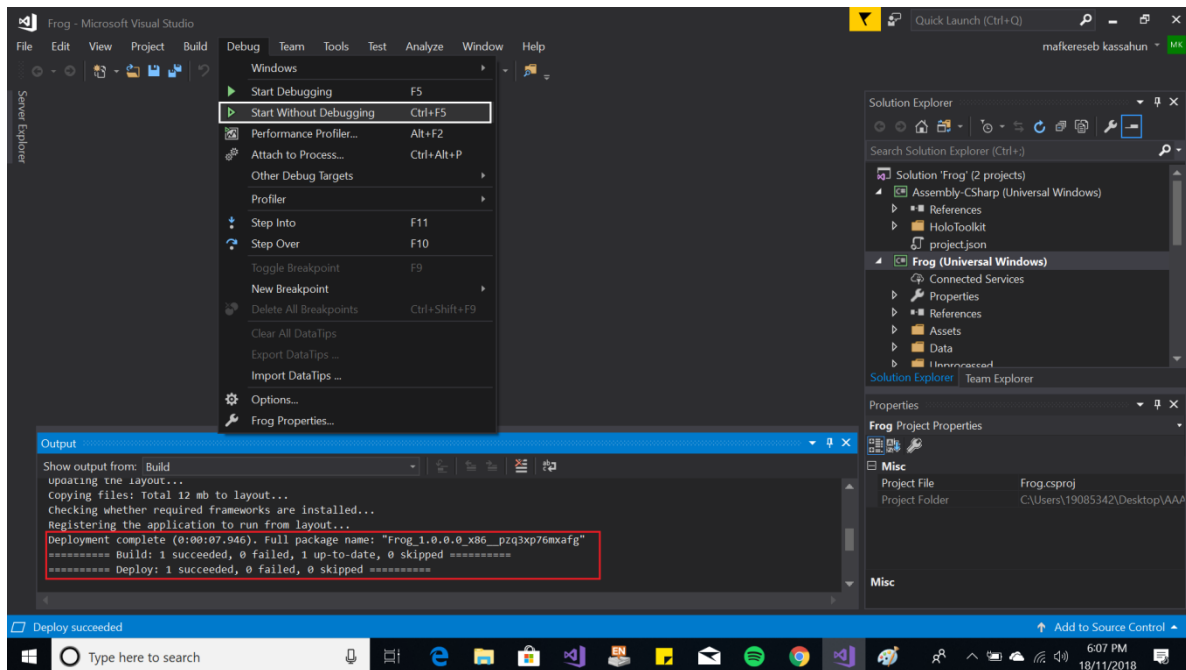 Frog - Microsoft Visual Studio
Quick Launch (Ctrl+Q)
File Edit View Project Build Debug Team Tools Test Analyze Window Help
mafkereseb kassahun MK
Server Explorer
Windows
Start Debugging F5
Start Without Debugging Ctrl+F5
Performance Profiler... Alt+F2
Attach to Process... Ctrl+Alt+P
Other Debug Targets
Profiler
Step Into F11
Step Over F10
Toggle Breakpoint F9
New Breakpoint
Delete All Breakpoints Ctrl+Shift+F9
Clear All DataTips
Export DataTips ...
Import DataTips ...
Options...
Frog Properties...
Solution Explorer
Search Solution Explorer (Ctrl+;)
Solution 'Frog' (2 projects)
Assembly-CSharp (Universal Windows)
References
HoloToolkit
project.json
Frog (Universal Windows)
Connected Services
Properties
References
Assets
Data
Unprocessed
Solution Explorer Team Explorer
Properties
Frog Project Properties
Misc
Project File Frog.csproj
Project Folder C:\Users\19085342\Desktop\AAA
Misc
Output
Show output from: Build
Updating the layout...
Copying files: Total 12 mb to layout...
Checking whether required frameworks are installed...
Registering the application to run from layout...
Deployment complete (0:00:07.946). Full package name: "Frog_1.0.0.0_x86__pzq3xp76mxafg"
========== Build: 1 succeeded, 0 failed, 1 up-to-date, 0 skipped ==========
========== Deploy: 1 succeeded, 0 failed, 0 skipped ==========
Deploy succeeded
Add to Source Control
Type here to search
EN
6:07 PM
18/11/2018